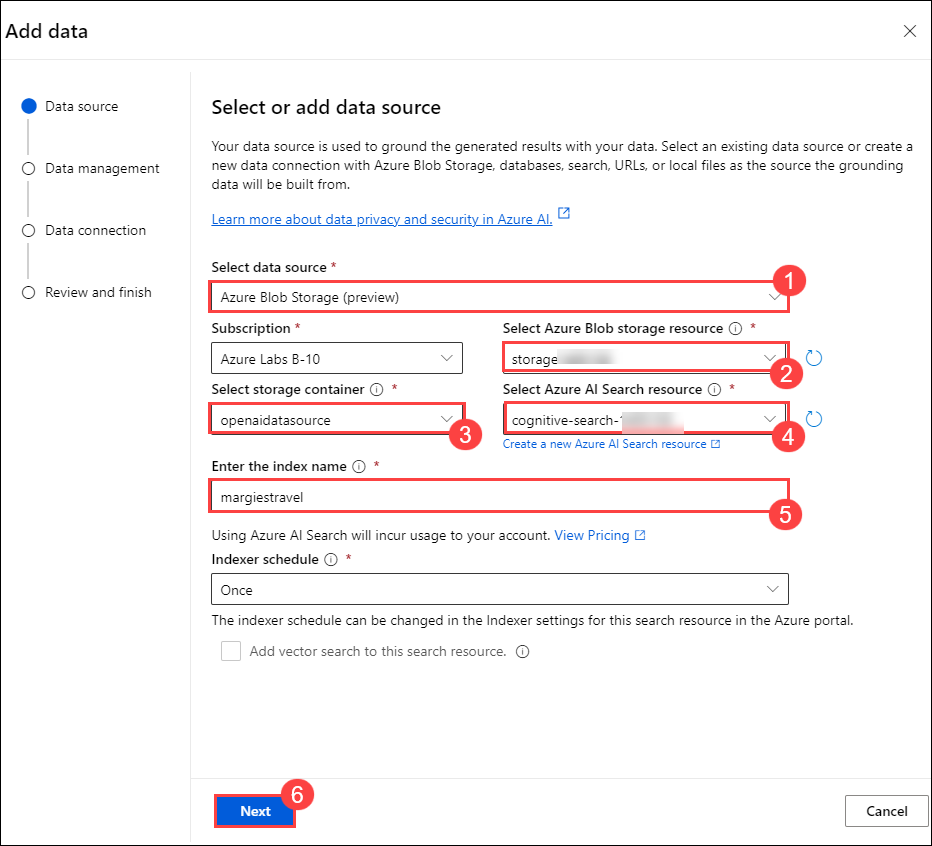 Add data
Data source
Data management
Data connection
Review and finish
Select or add data source
Your data source is used to ground the generated results with your data. Select an existing data source or create a
new data connection with Azure Blob Storage, databases, search, URLs, or local files as the source the grounding
data will be built from.
Learn more about data privacy and security in Azure AI.
Select data source *
1
Azure Blob Storage (preview)
Subscription *
Select Azure Blob storage resource *
Azure Labs B-10
storage
2
Select storage container *
Select Azure AI Search resource *
openaidatasource
3
cognitive-search-
4
Create a new Azure AI Search resource
Enter the index name *
margiestravel
5
Using Azure AI Search will incur usage to your account. View Pricing
Indexer schedule *
Once
The indexer schedule can be changed in the Indexer settings for this search resource in the Azure portal.
Add vector search to this search resource.
6
Next
Cancel